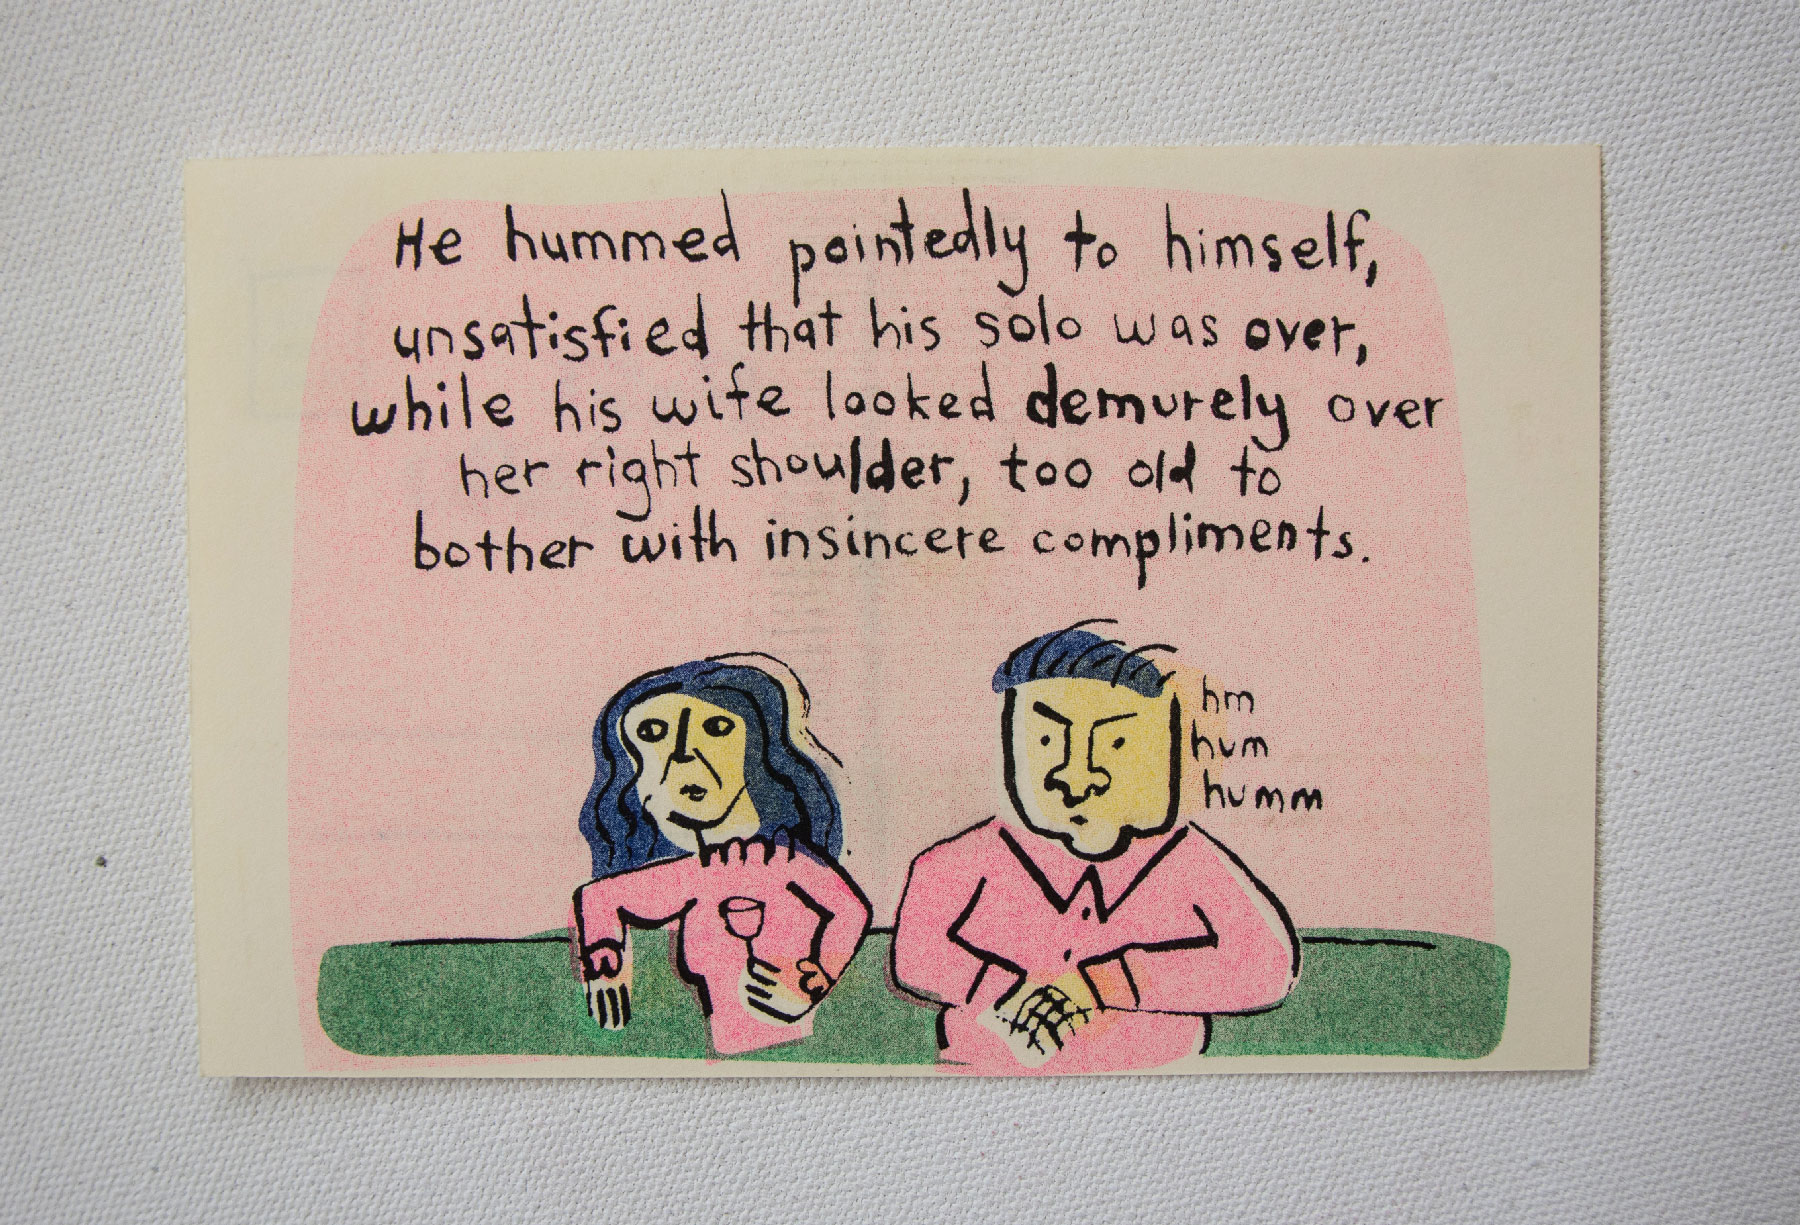 He hummed pointedly to himself,
unsatisfied that his solo was over,
while his wife looked demurely over
her right shoulder, too old to
bother with insincere compliments.
hm
hum
humm